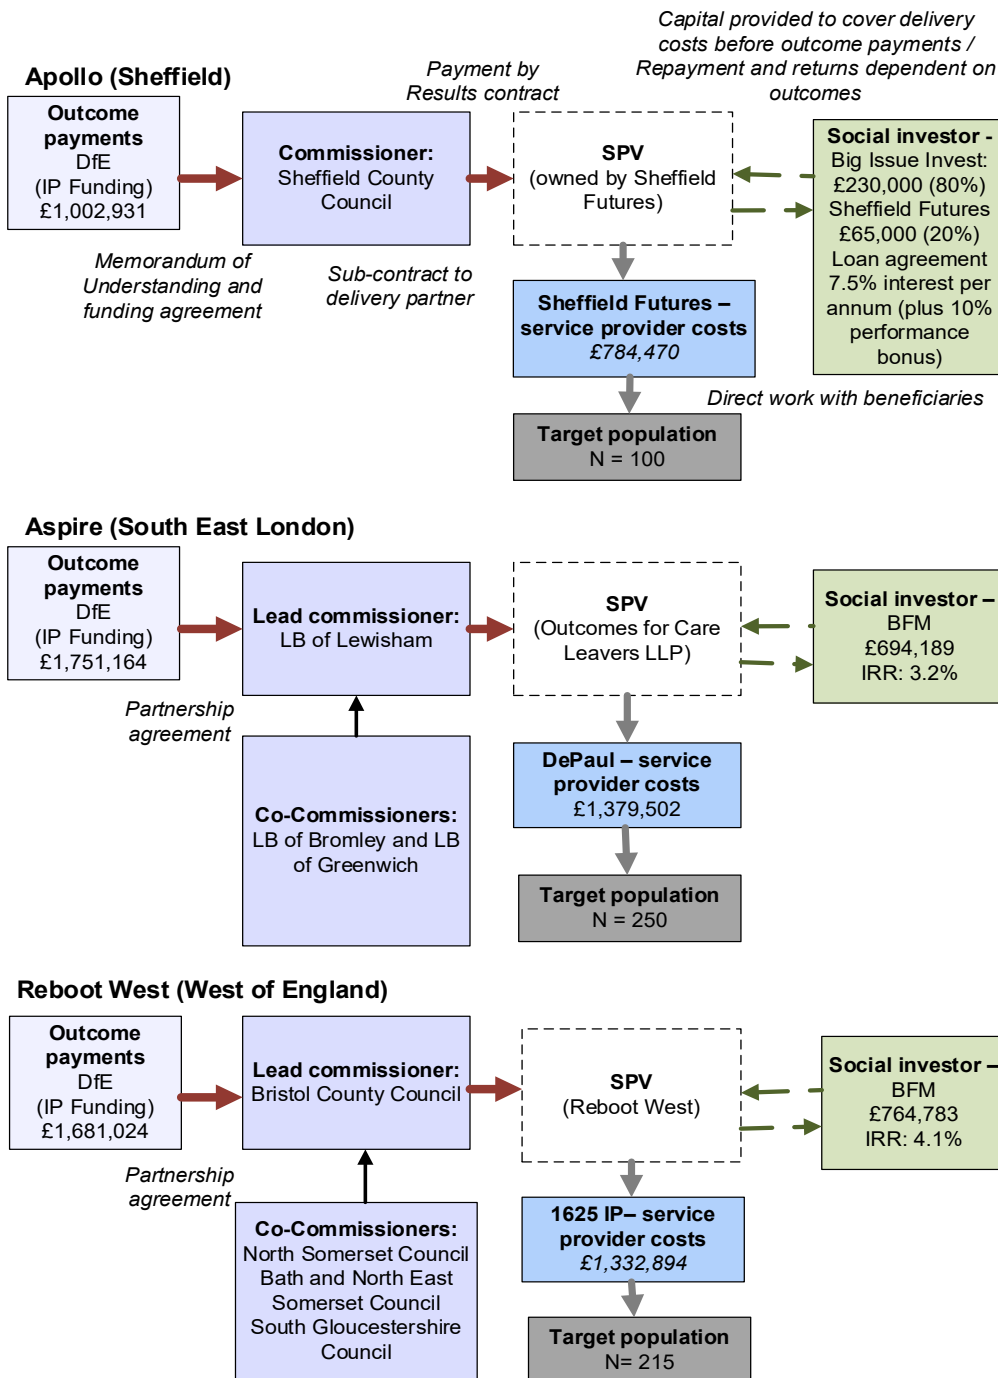 Capital provided to cover delivery
costs before outcome payments /
Repayment and returns dependent on
outcomes
Apollo (Sheffield)
Payment by
Results contract
Outcome
payments
DfE
(IP Funding)
£1,002,931
Commissioner:
Sheffield County
Council
SPV
(owned by Sheffield
Futures)
Social investor -
Big Issue Invest:
£230,000 (80%)
Sheffield Futures
£65,000 (20%)
Loan agreement
7.5% interest per
annum (plus 10%
performance
bonus)
Memorandum of
Understanding and
funding agreement
Sub-contract to
delivery partner
Sheffield Futures –
service provider costs
£784,470
Direct work with beneficiaries
Target population
N = 100
Aspire (South East London)
Outcome
payments
DfE
(IP Funding)
£1,751,164
Lead commissioner:
LB of Lewisham
SPV
(Outcomes for Care
Leavers LLP)
Social investor –
BFM
£694,189
IRR: 3.2%
Partnership
agreement
Co-Commissioners:
LB of Bromley and LB
of Greenwich
DePaul – service
provider costs
£1,379,502
Target population
N = 250
Reboot West (West of England)
Outcome
payments
DfE
(IP Funding)
£1,681,024
Lead commissioner:
Bristol County Council
SPV
(Reboot West)
Social investor –
BFM
£764,783
IRR: 4.1%
Partnership
agreement
Co-Commissioners:
North Somerset Council
Bath and North East
Somerset Council
South Gloucestershire
Council
1625 IP– service
provider costs
£1,332,894
Target population
N= 215